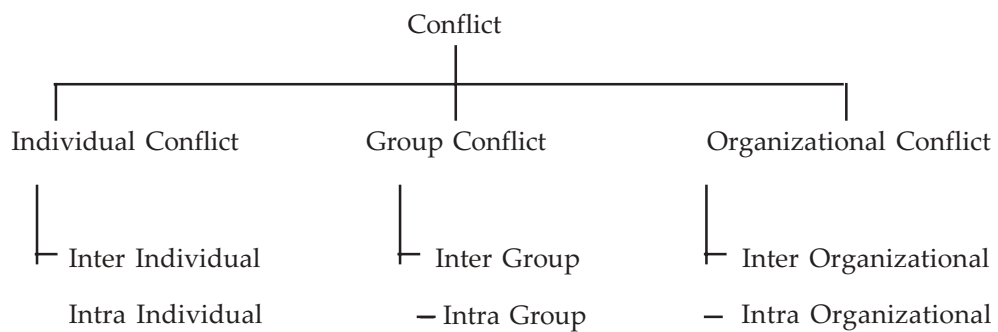 Conflict
Individual Conflict Group Conflict Organizational Conflict
Inter Individual Inter Group Inter Organizational
Intra Individual Intra Group Intra Organizational